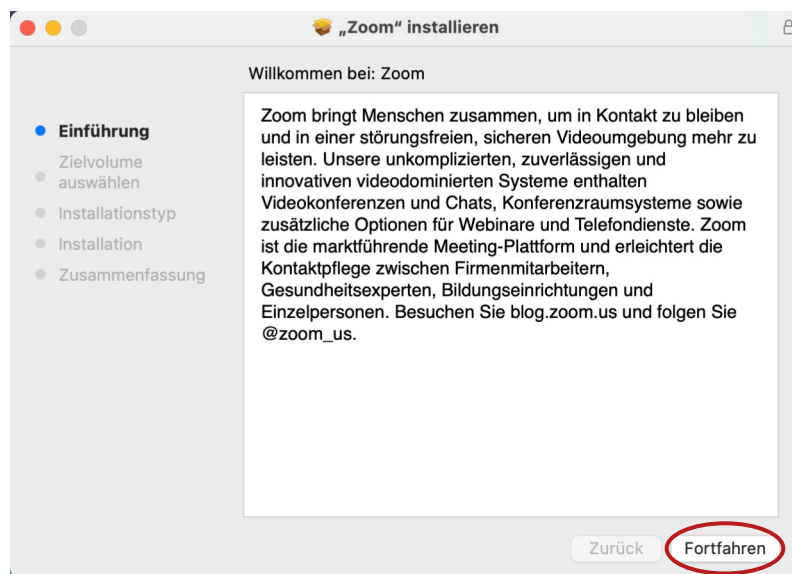 „Zoom“ installieren
Willkommen bei: Zoom
Einführung
Zielvolume
auswählen
Installationstyp
Installation
Zusammenfassung
Zoom bringt Menschen zusammen, um in Kontakt zu bleiben
und in einer störungsfreien, sicheren Videoumgebung mehr zu
leisten. Unsere unkomplizierten, zuverlässigen und
innovativen videodominierten Systeme enthalten
Videokonferenzen und Chats, Konferenzraumsysteme sowie
zusätzliche Optionen für Webinare und Telefondienste. Zoom
ist die marktführende Meeting-Plattform und erleichtert die
Kontaktpflege zwischen Firmenmitarbeitern,
Gesundheitsexperten, Bildungseinrichtungen und
Einzelpersonen. Besuchen Sie blog.zoom.us und folgen Sie
@zoom_us.
Zurück
Fortfahren